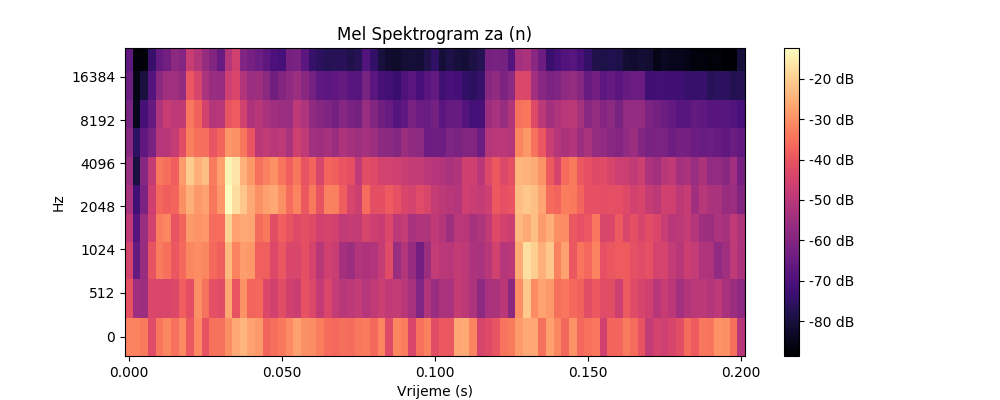 Mel Spektrogram za (n)
Hz
16384
8192
4096
2048
1024
512
0
0.000 0.050 0.100 0.150 0.200
Vrijeme (s)
-20 dB
-30 dB
-40 dB
-50 dB
-60 dB
-70 dB
-80 dB